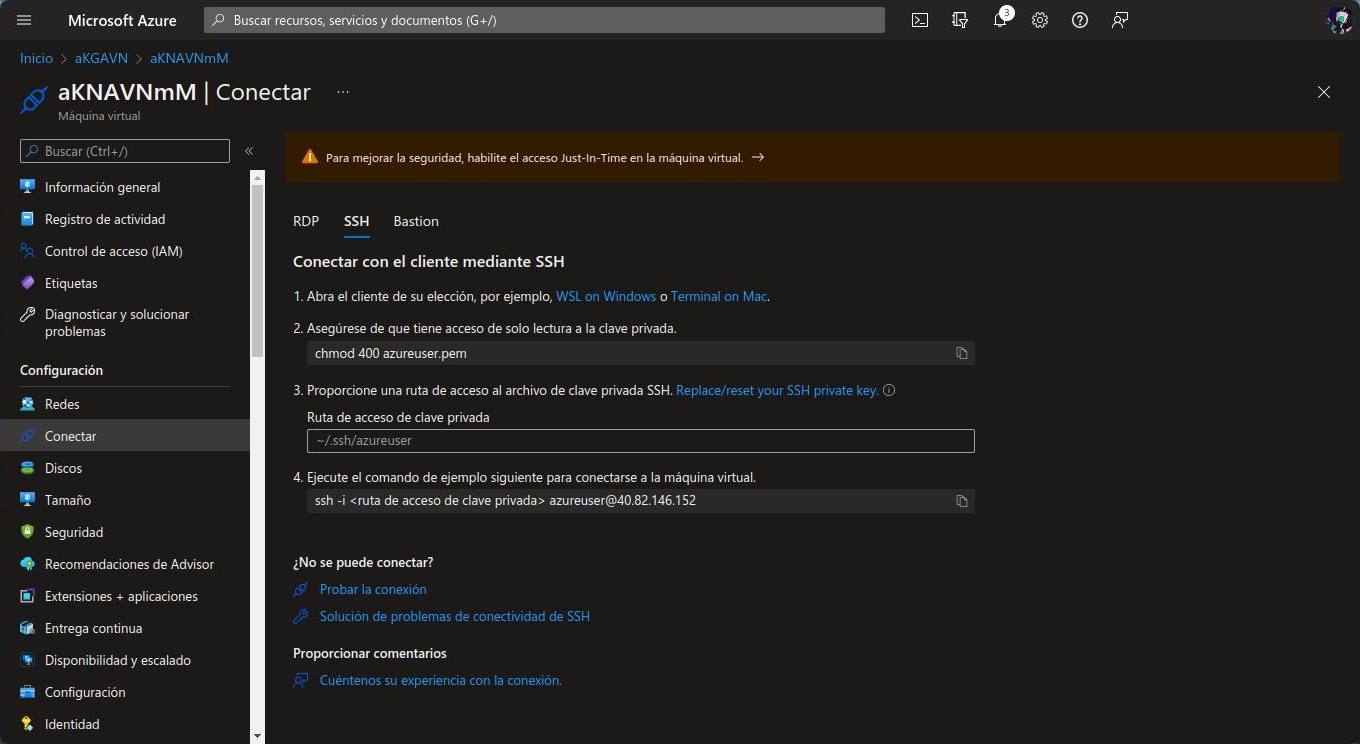 Microsoft Azure
Buscar recursos, servicios y documentos (G+/)
3
Inicio > aKGAVN > aKNAVNmM
aKNAVNmM | Conectar ...
Máquina virtual
Buscar (Ctrl+/)
«
Información general
Registro de actividad
Control de acceso (IAM)
Etiquetas
Diagnosticar y solucionar
problemas
Configuración
Redes
Conectar
Discos
Tamaño
Seguridad
Recomendaciones de Advisor
Extensiones + aplicaciones
Entrega continua
Disponibilidad y escalado
Configuración
Identidad
Para mejorar la seguridad, habilite el acceso Just-In-Time en la máquina virtual. →
RDP SSH Bastion
Conectar con el cliente mediante SSH
1. Abra el cliente de su elección, por ejemplo, WSL on Windows o Terminal on Mac.
2. Asegúrese de que tiene acceso de solo lectura a la clave privada.
chmod 400 azureuser.pem
3. Proporcione una ruta de acceso al archivo de clave privada SSH. Replace/reset your SSH private key.
Ruta de acceso de clave privada
~/.ssh/azureuser
4. Ejecute el comando de ejemplo siguiente para conectarse a la máquina virtual.
ssh -i <ruta de acceso de clave privada> azureuser@40.82.146.152
¿No se puede conectar?
Probar la conexión
Solución de problemas de conectividad de SSH
Proporcionar comentarios
Cuéntenos su experiencia con la conexión.